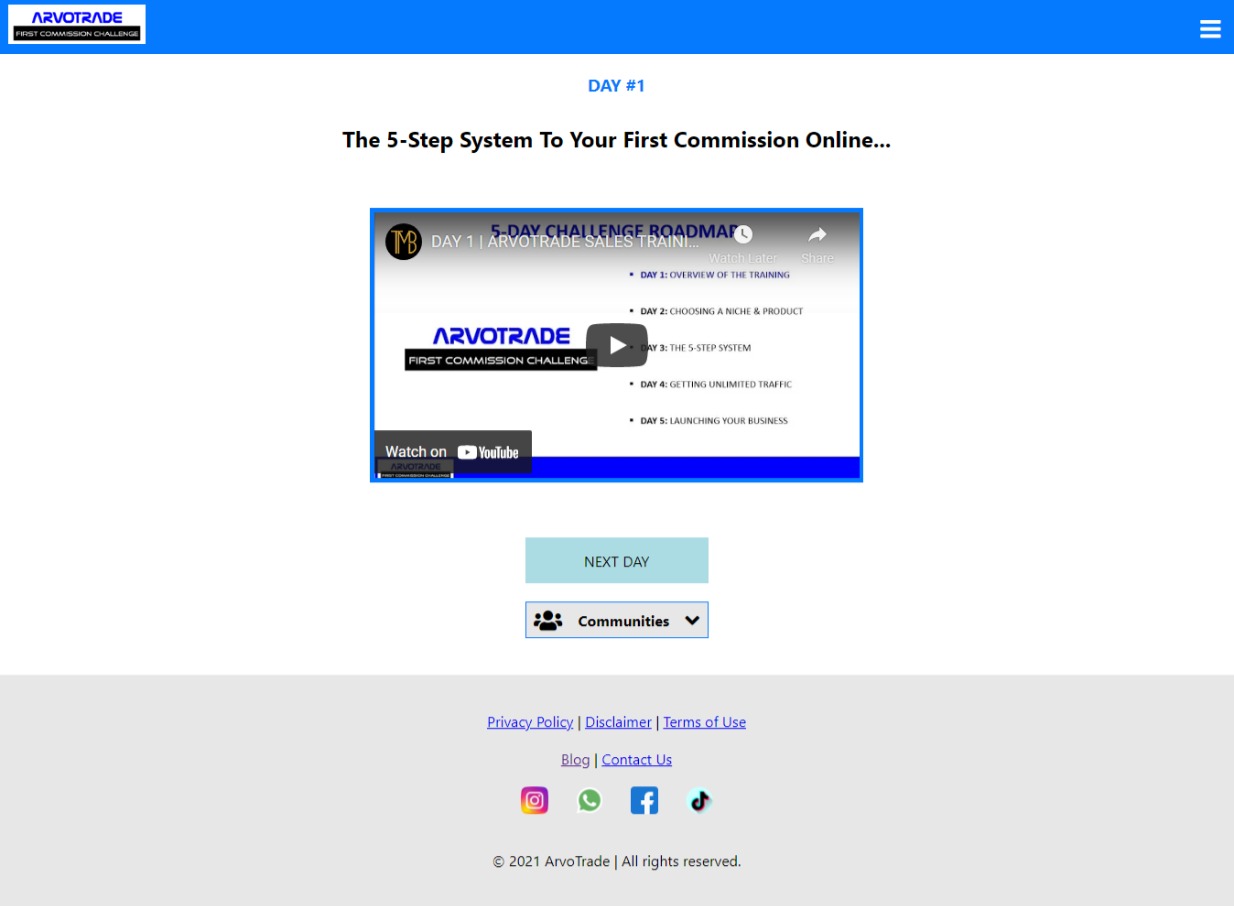 ARVOTRADE
FIRST COMMISSION CHALLENGE
DAY #1
The 5-Step System To Your First Commission Online...
5-DAY CHALLENGE ROADMAP
TMB
DAY 1 | ARVOTRADE SALES TRAINI...
Watch Later
Share
▪ DAY 1: OVERVIEW OF THE TRAINING
▪ DAY 2: CHOOSING A NICHE & PRODUCT
ARVOTRADE
FIRST COMMISSION CHALLENGE
DAY 3: THE 5-STEP SYSTEM
▪ DAY 4: GETTING UNLIMITED TRAFFIC
▪ DAY 5: LAUNCHING YOUR BUSINESS
Watch on YouTube
ARVOTRADE
FIRST COMMISSION CHALLENGE
NEXT DAY
Communities
Privacy Policy | Disclaimer | Terms of Use
Blog | Contact Us
© 2021 ArvoTrade | All rights reserved.